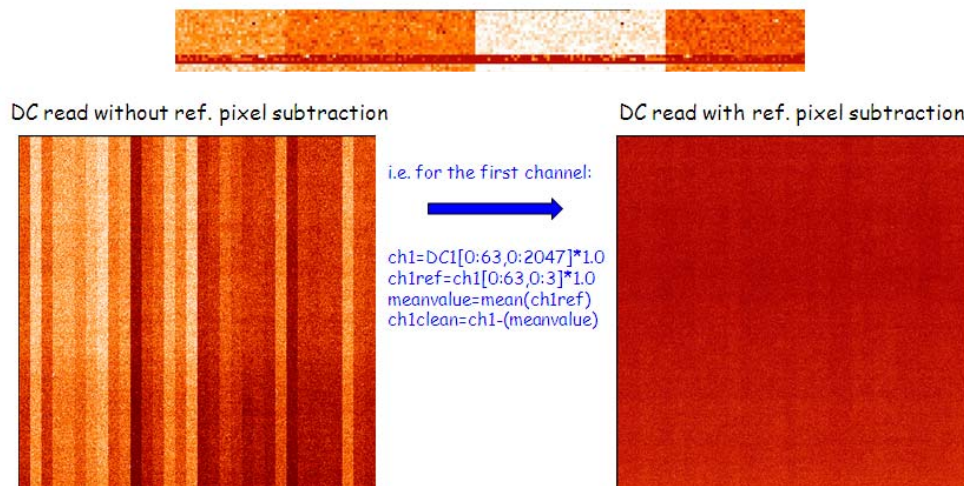 DC read without ref. pixel subtraction
DC read with ref. pixel subtraction
i.e. for the first channel:
ch1=DC1[0:63,0:2047]*1.0
ch1ref=ch1[0:63,0:3]*1.0
meanvalue=mean(ch1ref)
ch1clean=ch1-(meanvalue)